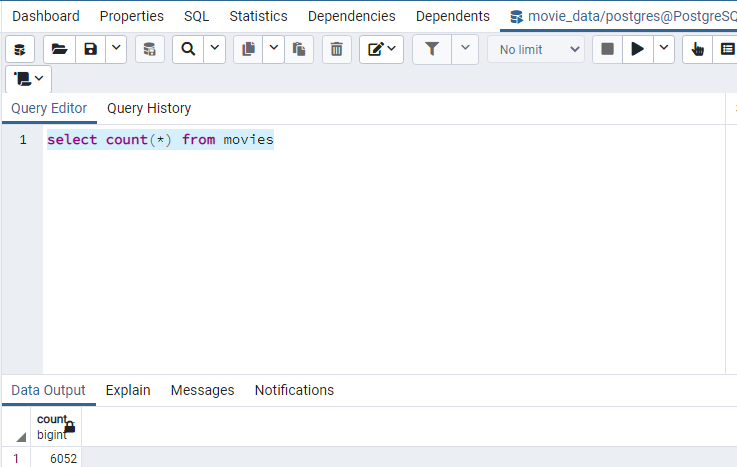 Dashboard Properties SQL Statistics Dependencies Dependents movie_data/postgres@PostgreSQ
No limit
Query Editor Query History
1 select count(*) from movies
Data Output Explain Messages Notifications
count
bigint
1 6052